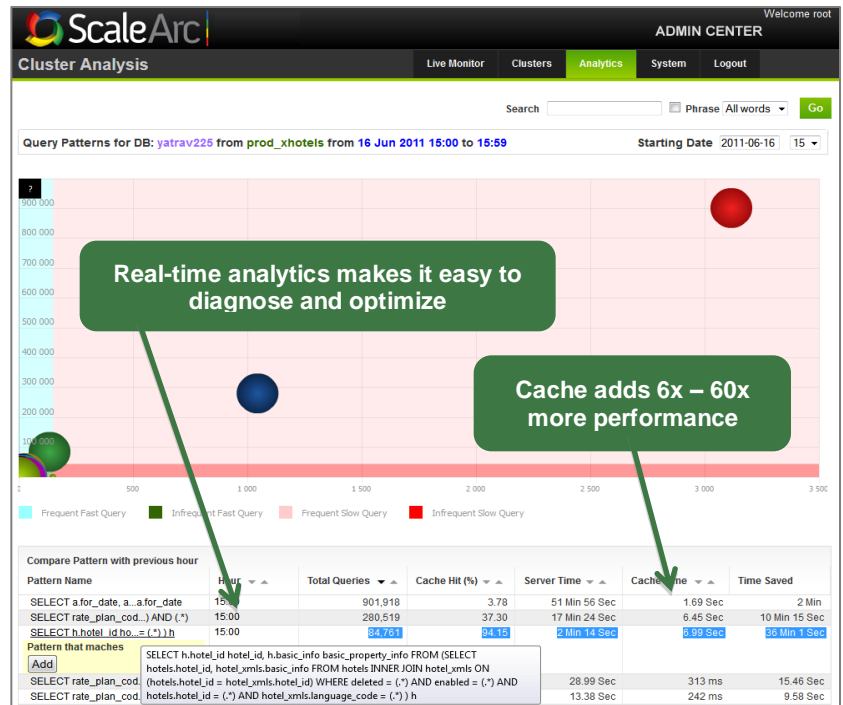 Welcome root
ScaleArc
ADMIN CENTER
Cluster Analysis
Live Monitor Clusters Analytics System Logout
Search Phrase All words Go
Query Patterns for DB: yatrav225 from prod_xhotels from 16 Jun 2011 15:00 to 15:59 Starting Date 2011-06-16 15
?
900 000
800 000
700 000
600 000
500 000
400 000
300 000
200 000
100 000
Real-time analytics makes it easy to
diagnose and optimize
Cache adds 6x – 60x
more performance
500 1 000 1 500 2 000 2 500 3 000 3 500
Frequent Fast Query Infrequent Fast Query Frequent Slow Query Infrequent Slow Query
Compare Pattern with previous hour
Pattern Name Hour Total Queries Cache Hit (%) Server Time Cache Time Saved
SELECT a.for_date, a...a.for_date 15:00 901,918 3.78 51 Min 56 Sec 1.69 Sec 2 Min
SELECT rate_plan_cod...) AND (.*) 15:00 280,519 37.30 17 Min 24 Sec 6.45 Sec 10 Min 15 Sec
SELECT h.hotel_id ho...= (.*) ) h 15:00 84,761 94.15 2 Min 14 Sec 6.99 Sec 36 Min 1 Sec
Pattern that maches
Add
SELECT h.hotel_id hotel_id, h.basic_info basic_property_info FROM (SELECT
hotels.hotel_id, hotel_xmls.basic_info FROM hotels INNER JOIN hotel_xmls ON
(hotels.hotel_id = hotel_xmls.hotel_id) WHERE deleted = (.*) AND enabled = (.*) AND
hotels.hotel_id = (.*) AND hotel_xmls.language_code = (.*) ) h
SELECT rate_plan_cod. 28.99 Sec 313 ms 15.46 Sec
SELECT rate_plan_cod. 13.38 Sec 242 ms 9.58 Sec